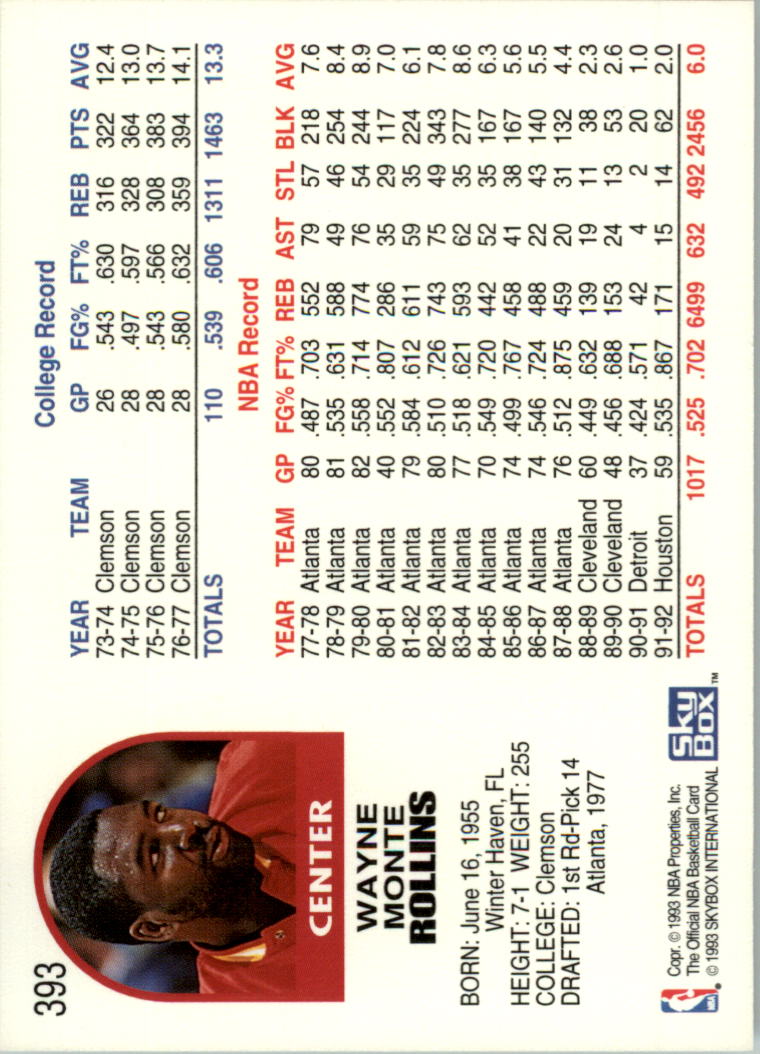 393
CENTER
WAYNE
MONTE
ROLLINS
BORN: June 16, 1955
Winter Haven, FL
HEIGHT: 7-1 WEIGHT: 255
COLLEGE: Clemson
DRAFTED: 1st Rd-Pick 14
Atlanta, 1977
NBA
Copr. © 1993 NBA Properties, Inc.
The Official NBA Basketball Card
© 1993 SKYBOX INTERNATIONAL
Sky
BOX ™
College Record
YEAR TEAM GP FG% FT% REB PTS AVG
73-74 Clemson 26 .543 .630 316 322 12.4
74-75 Clemson 28 .497 .597 328 364 13.0
75-76 Clemson 28 .543 .566 308 383 13.7
76-77 Clemson 28 .580 .632 359 394 14.1
TOTALS 110 .539 .606 1311 1463 13.3
NBA Record
YEAR TEAM GP FG% FT% REB AST STL BLK AVG
77-78 Atlanta 80 .487 .703 552 79 57 218 7.6
78-79 Atlanta 81 .535 .631 588 49 46 254 8.4
79-80 Atlanta 82 .558 .714 774 76 54 244 8.9
80-81 Atlanta 40 .552 .807 286 35 29 117 7.0
81-82 Atlanta 79 .584 .612 611 59 35 224 6.1
82-83 Atlanta 80 .510 .726 743 75 49 343 7.8
83-84 Atlanta 77 .518 .621 593 62 35 277 8.6
84-85 Atlanta 70 .549 .720 442 52 35 167 6.3
85-86 Atlanta 74 .499 .767 458 41 38 167 5.6
86-87 Atlanta 74 .546 .724 488 22 43 140 5.5
87-88 Atlanta 76 .512 .875 459 20 31 132 4.4
88-89 Cleveland 60 .449 .632 139 19 11 38 2.3
89-90 Cleveland 48 .456 .688 153 24 13 53 2.6
90-91 Detroit 37 .424 .571 42 4 2 20 1.0
91-92 Houston 59 .535 .867 171 15 14 62 2.0
TOTALS 1017 .525 .702 6499 632 492 2456 6.0